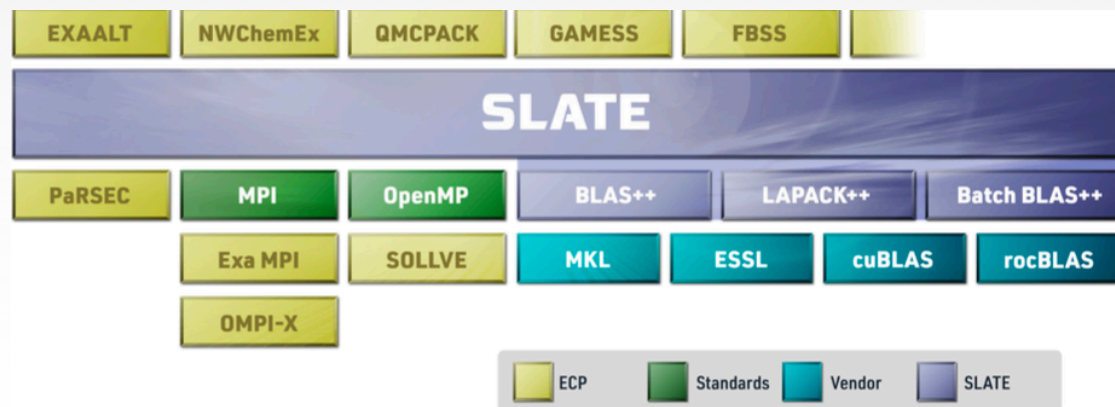 EXAALT NWChemEx QMCPACK GAMESS FBSS
SLATE
PaRSEC MPI OpenMP BLAS++ LAPACK++ Batch BLAS++
Exa MPI SOLLVE MKL ESSL cuBLAS rocBLAS
OMPI-X
ECP Standards Vendor SLATE